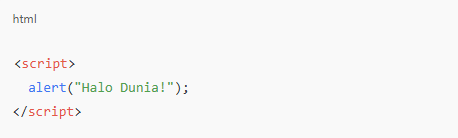 html
<script>
alert("Halo Dunia!");
</script>